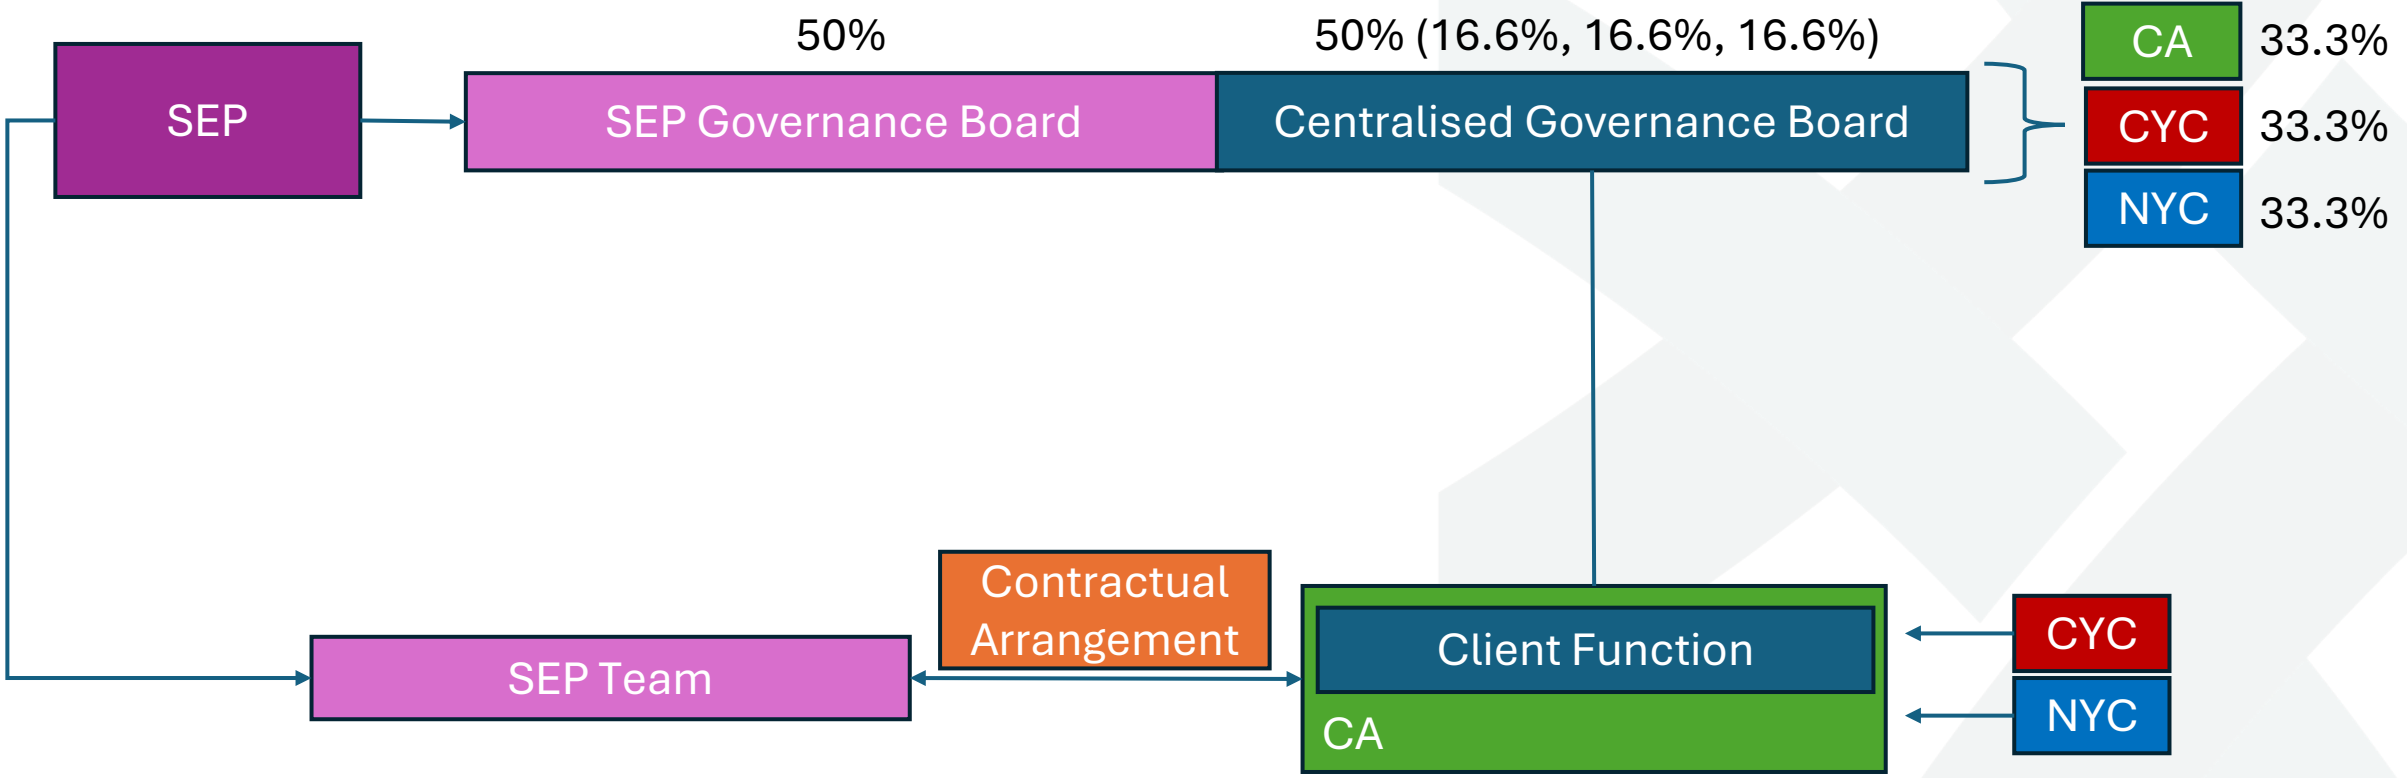 50%
50% (16.6%, 16.6%, 16.6%)
SEP
SEP Governance Board
Centralised Governance Board
CA
33.3%
CYC
33.3%
NYC
33.3%
Contractual
Arrangement
SEP Team
Client Function
CA
CYC
NYC